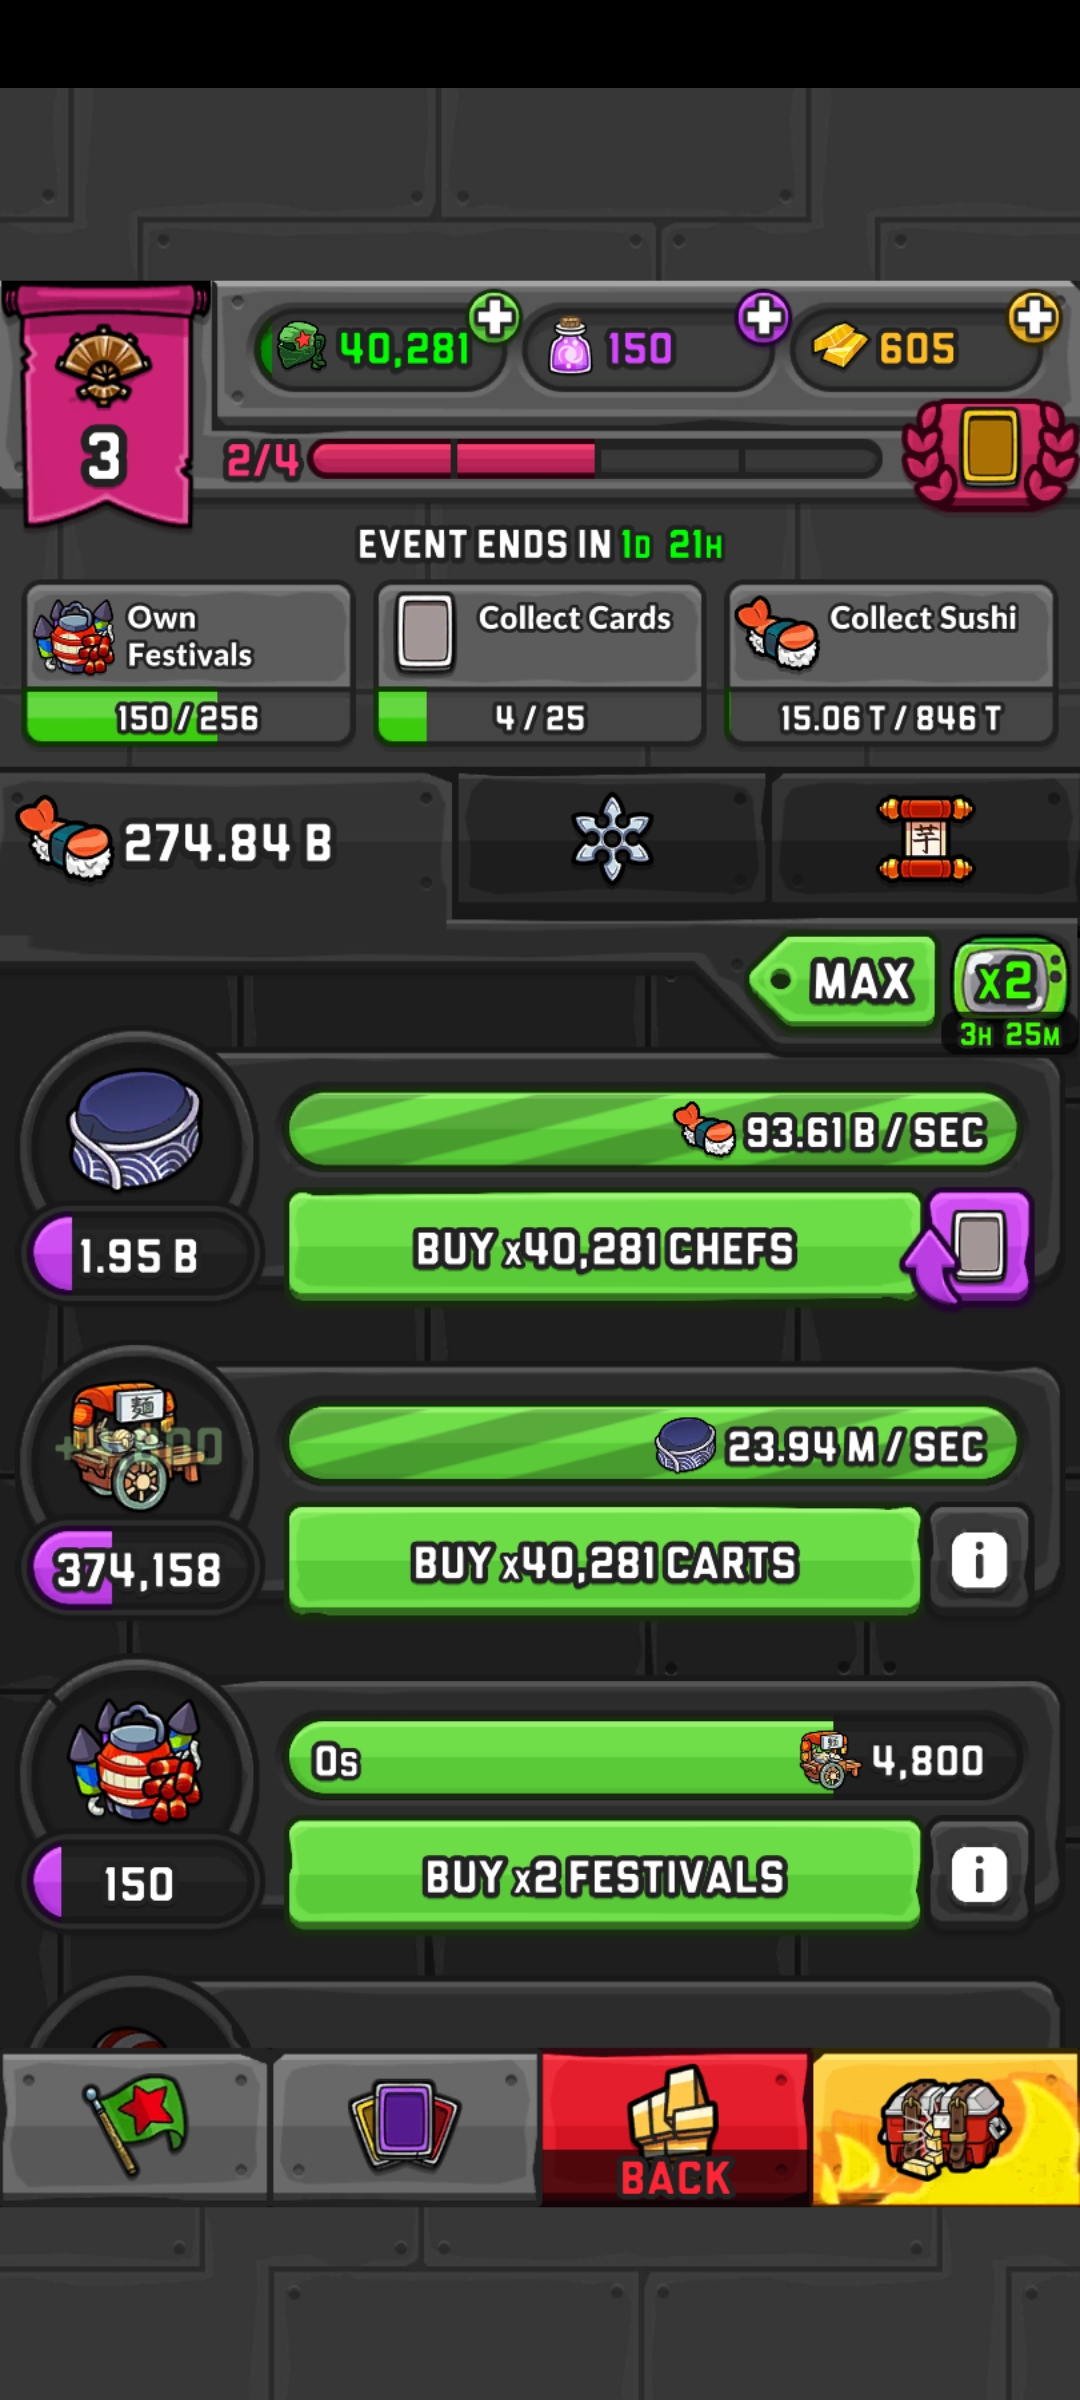 40,281
150
605
3
2/4
EVENT ENDS IN 1D 21H
Own
Festivals
150 / 256
Collect Cards
4 / 25
Collect Sushi
15.06 T / 846 T
274.84 B
芋
MAX
x2
3H 25M
93.61 B / SEC
1.95 B
BUY x40,281 CHEFS
麺
23.94 M / SEC
374,158
BUY x40,281 CARTS
i
0s
4,800
150
BUY x2 FESTIVALS
i
BACK